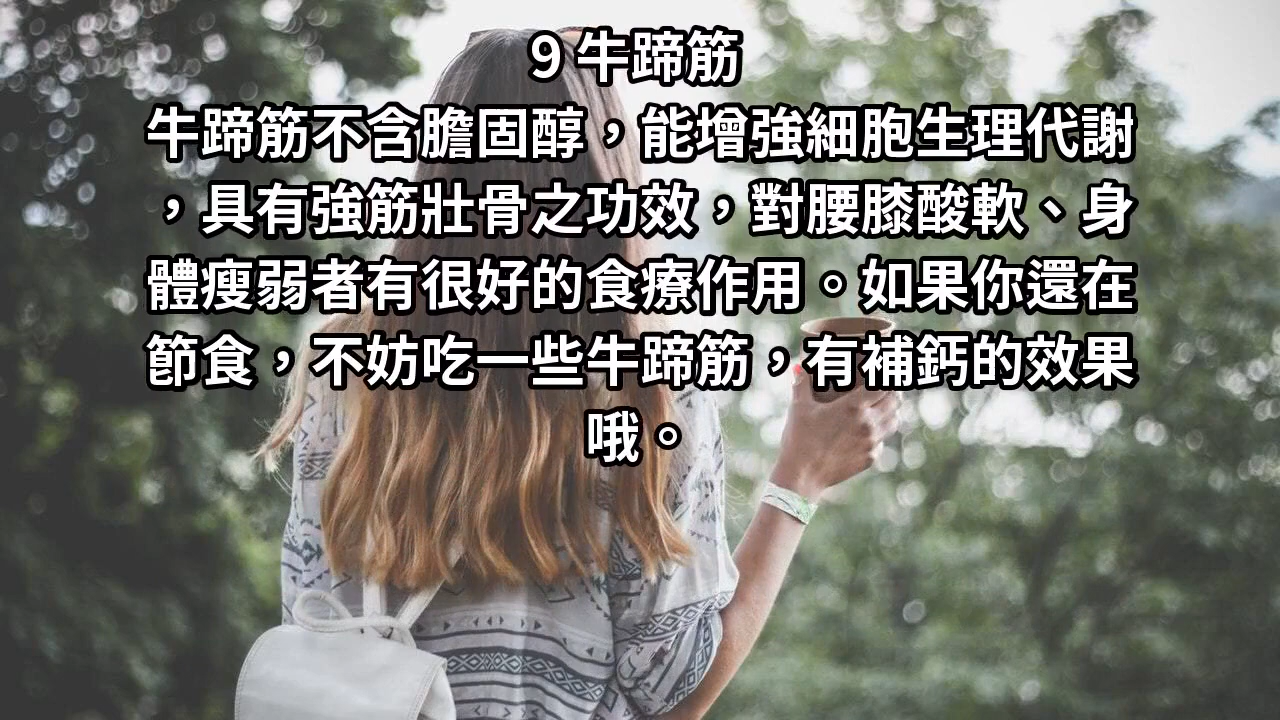 9 牛蹄筋
牛蹄筋不含膽固醇，能增強細胞生理代謝
，具有強筋壯骨之功效，對腰膝酸軟、身
體瘦弱者有很好的食療作用。如果你還在
節食，不妨吃一些牛蹄筋，有補鈣的效果
哦。